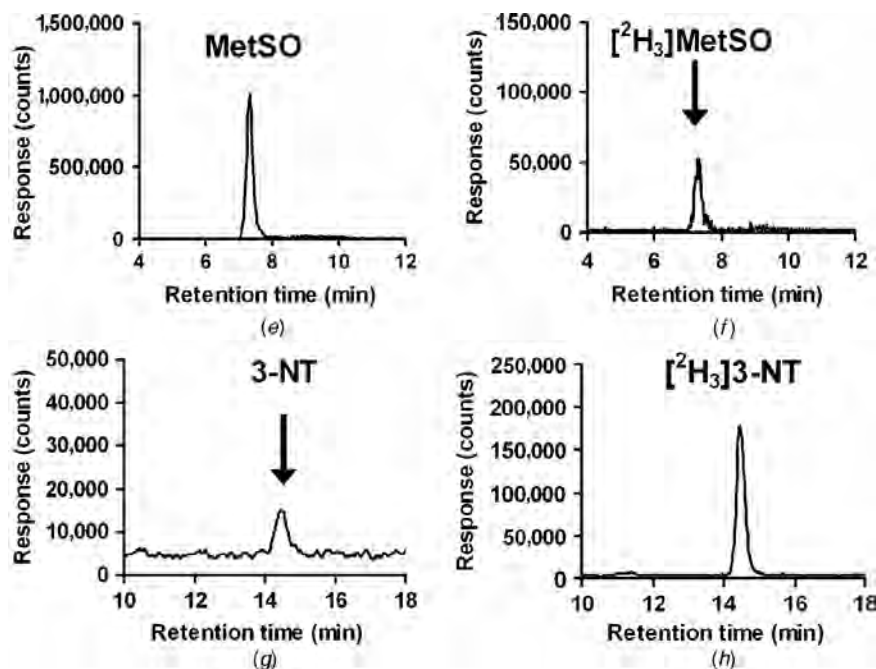 MetSO
Response (counts)
1,500,000
1,000,000
500,000
0
4 6 8 10 12
Retention time (min)
(e)
[²H₃]MetSO
Response (counts)
150,000
100,000
50,000
0
4 6 8 10 12
Retention time (min)
(f)
3-NT
Response (counts)
50,000
40,000
30,000
20,000
10,000
0
10 12 14 16 18
Retention time (min)
(g)
[²H₃]3-NT
Response (counts)
250,000
200,000
150,000
100,000
50,000
0
10 12 14 16 18
Retention time (min)
(h)